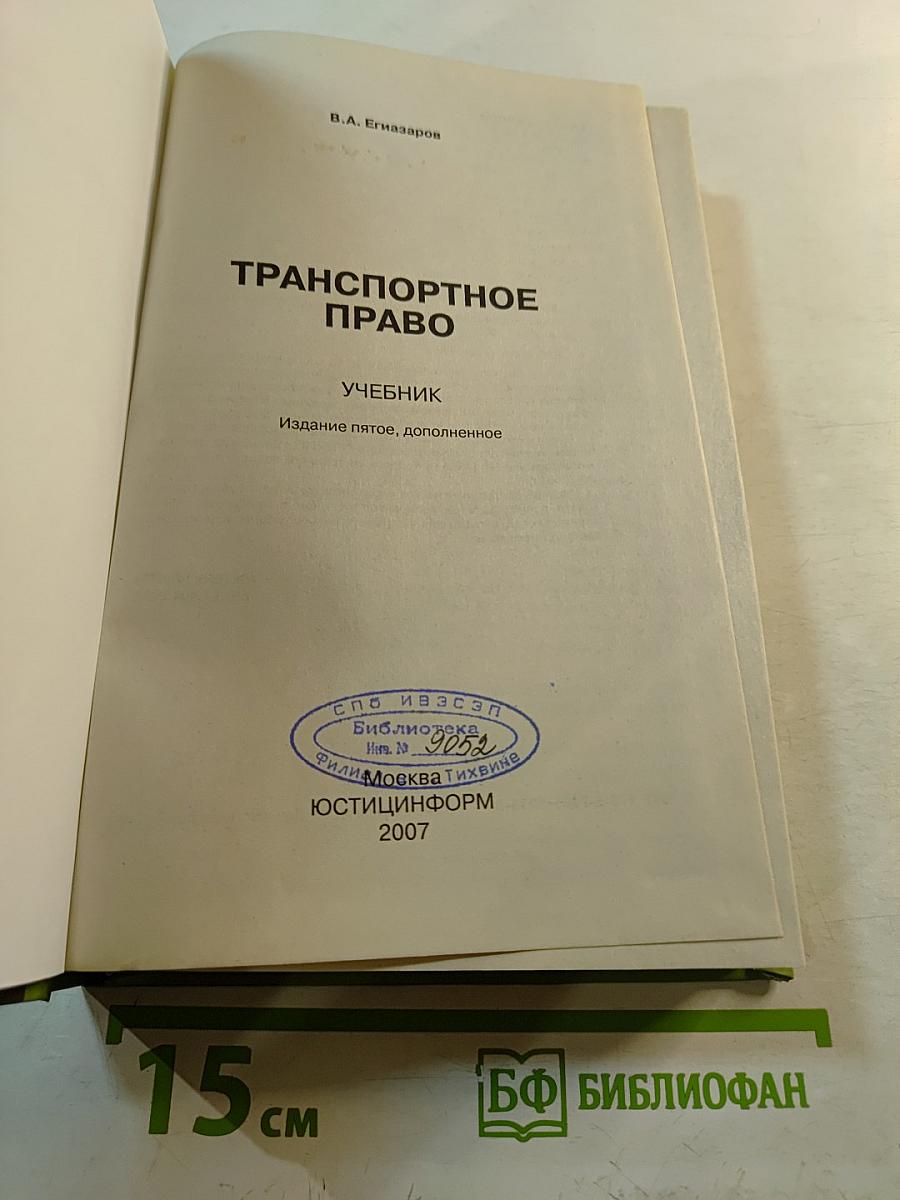 В.А. Егиазаров
ТРАНСПОРТНОЕ
ПРАВО
УЧЕБНИК
Издание пятое, дополненное
СПб ИВЭСЭП
Библиотека
Инв. № 9052
Филиал в Тихвине
Москва
ЮСТИЦИНФОРМ
2007
15 см
БФ БИБЛИОФАН